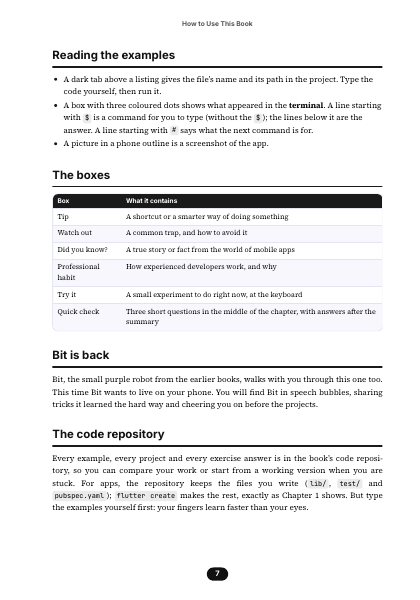 How to Use This Book
Reading the examples
• A dark tab above a listing gives the file's name and its path in the project. Type the
code yourself, then run it.
• A box with three coloured dots shows what appeared in the terminal. A line starting
with $ is a command for you to type (without the $); the lines below it are the
answer. A line starting with # says what the next command is for.
• A picture in a phone outline is a screenshot of the app.
The boxes
Box What it contains
Tip A shortcut or a smarter way of doing something
Watch out A common trap, and how to avoid it
Did you know? A true story or fact from the world of mobile apps
Professional How experienced developers work, and why
habit
Try it A small experiment to do right now, at the keyboard
Quick check Three short questions in the middle of the chapter, with answers after the
summary
Bit is back
Bit, the small purple robot from the earlier books, walks with you through this one too.
This time Bit wants to live on your phone. You will find Bit in speech bubbles, sharing
tricks it learned the hard way and cheering you on before the projects.
The code repository
Every example, every project and every exercise answer is in the book's code reposi-
tory, so you can compare your work or start from a working version when you are
stuck. For apps, the repository keeps the files you write (lib/, test/ and
pubspec.yaml); flutter create makes the rest, exactly as Chapter 1 shows. But type
the examples yourself first: your fingers learn faster than your eyes.
7